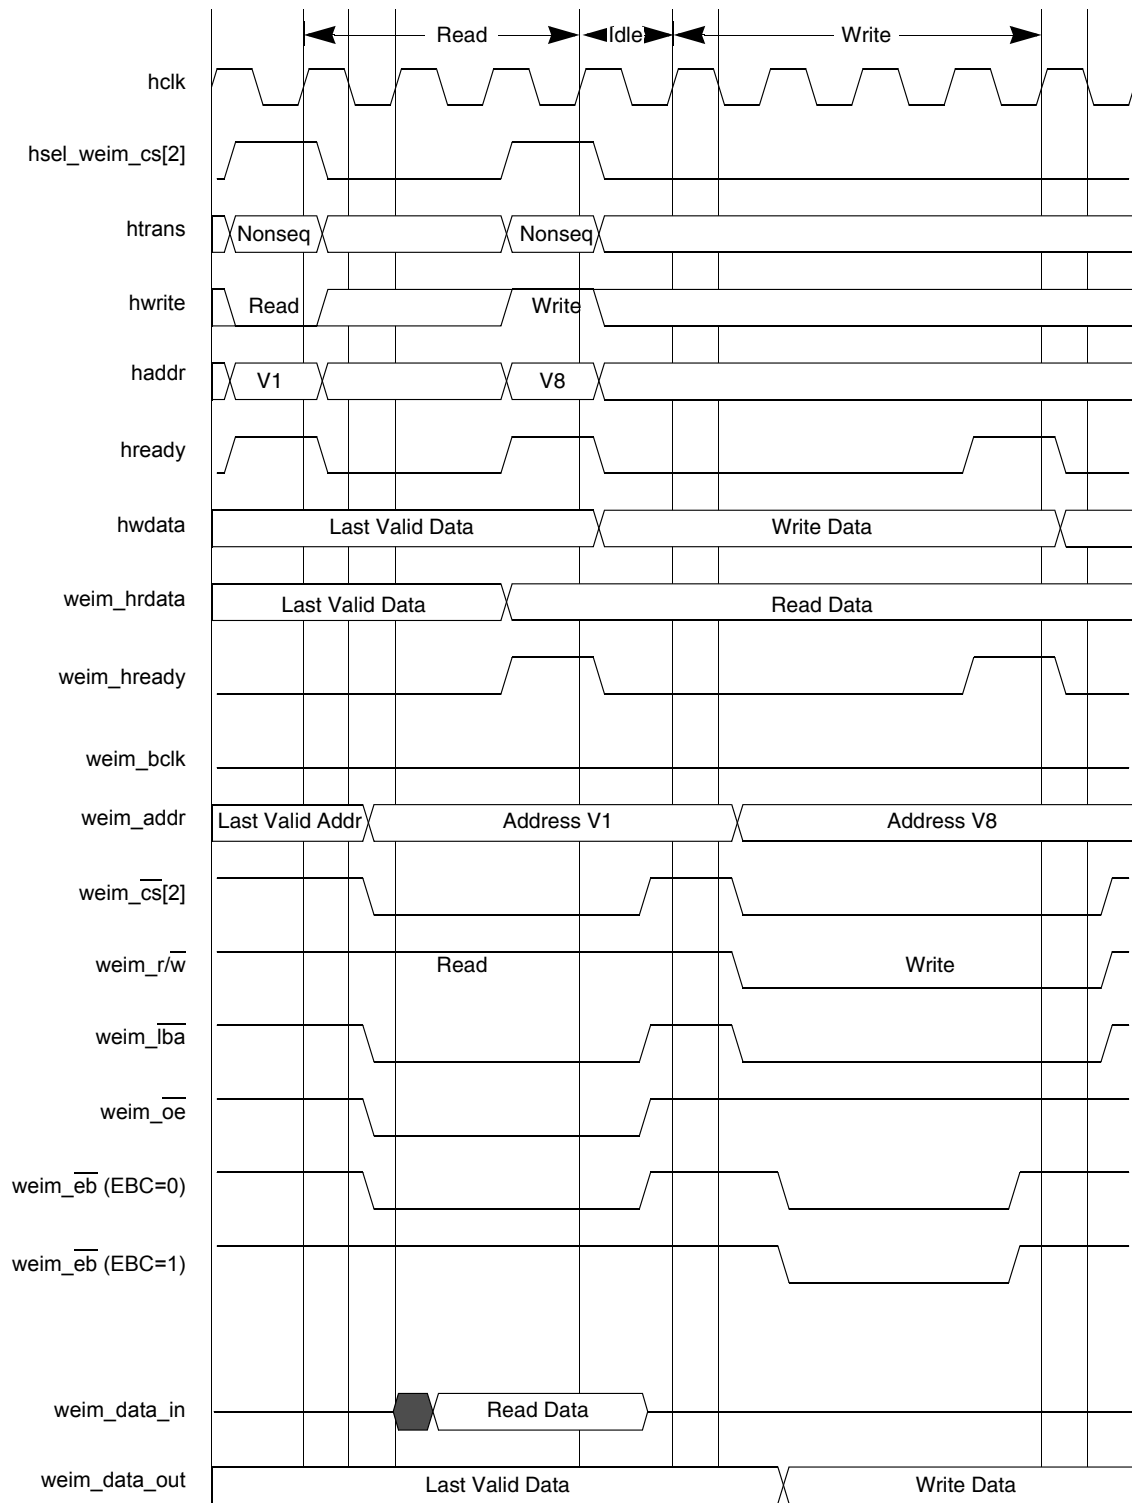 Read Idle Write
hclk
hsel_weim_cs[2]
htrans Nonseq Nonseq
hwrite Read Write
haddr V1 V8
hready
hwdata Last Valid Data Write Data
weim_hrdata Last Valid Data Read Data
weim_hready
weim_bclk
weim_addr Last Valid Addr Address V1 Address V8
weim_cs[2]
weim_r/w Read Write
weim_lba
weim_oe
weim_eb (EBC=0)
weim_eb (EBC=1)
weim_data_in Read Data
weim_data_out Last Valid Data Write Data